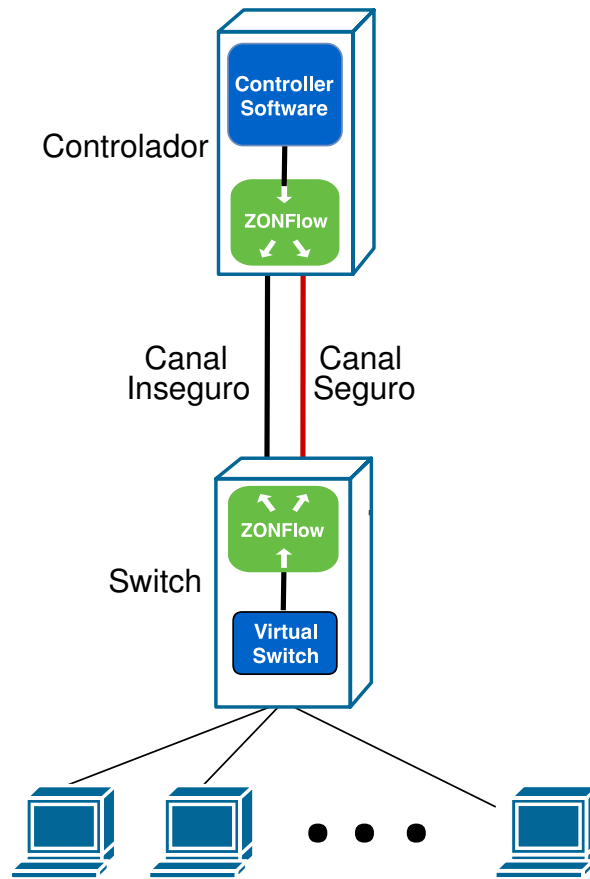 Controller
Software
Controlador
ZONFlow
Canal
Inseguro
Canal
Seguro
ZONFlow
Switch
Virtual
Switch